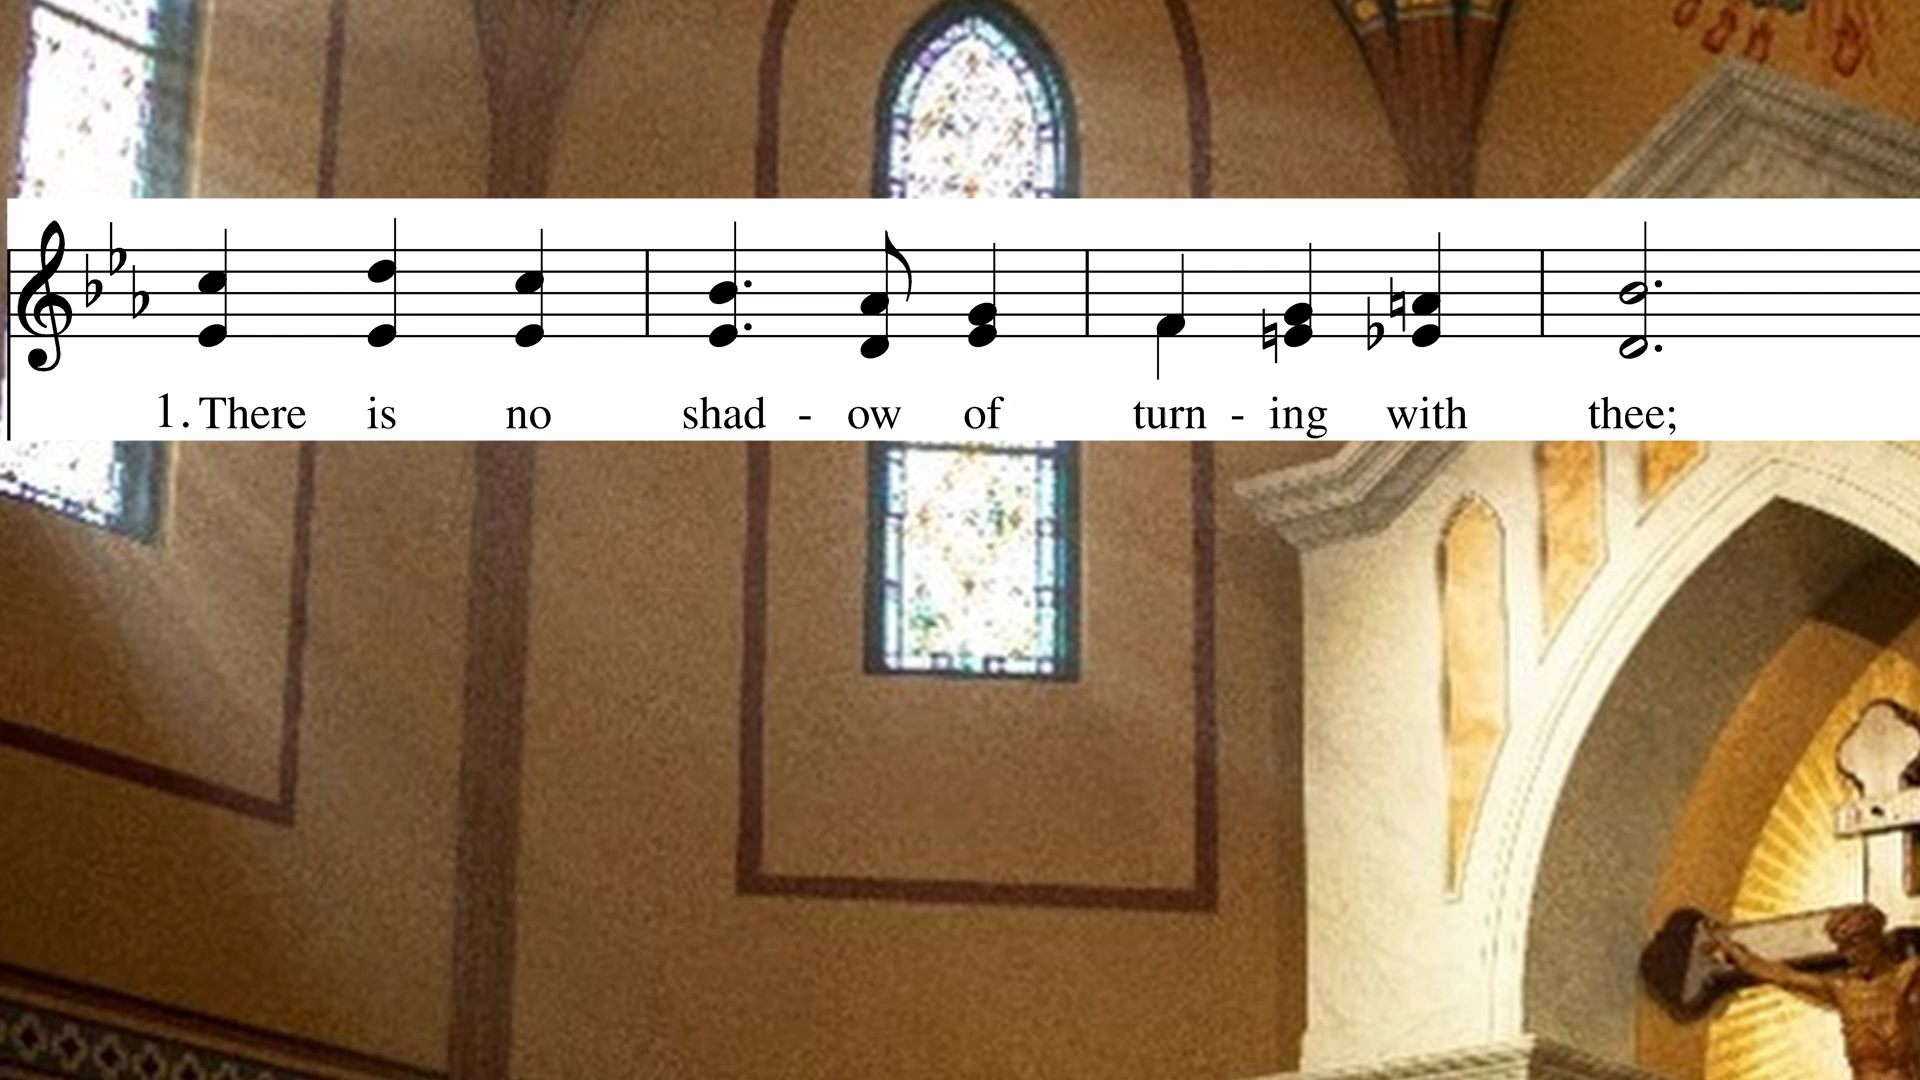 1. There is no shad - ow of turn - ing with thee;